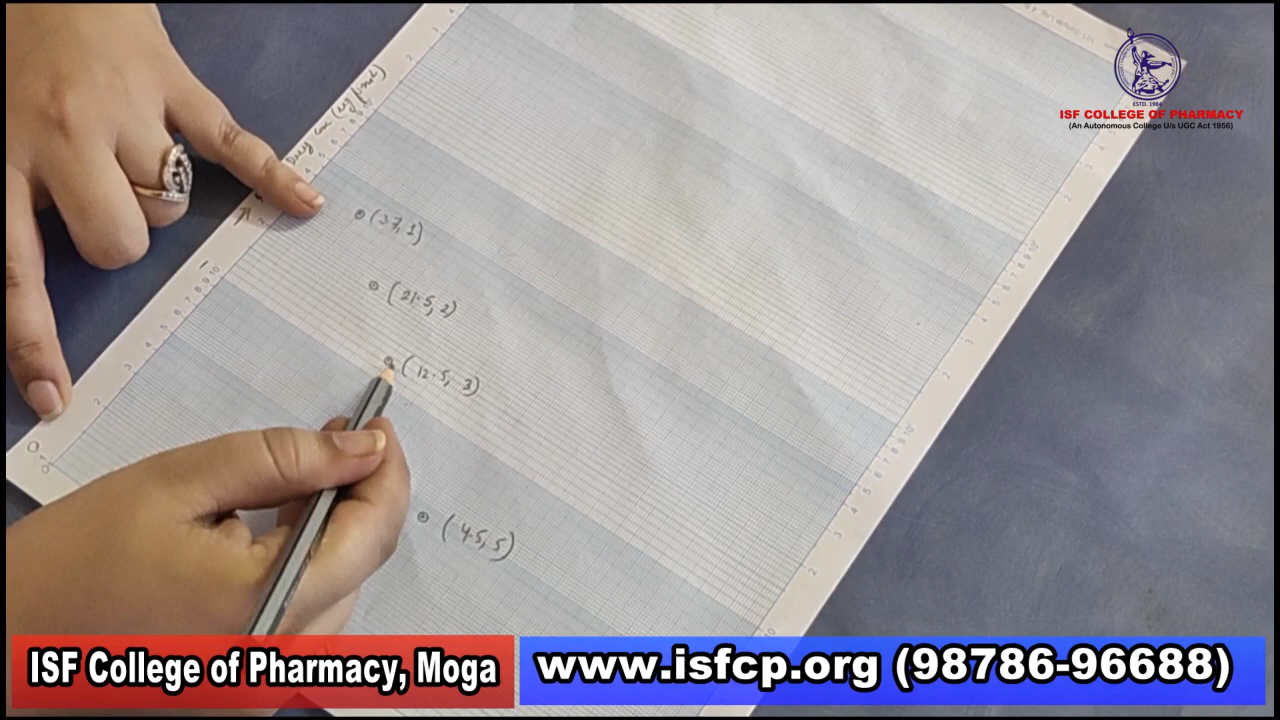 ESTD. 1984
ISF COLLEGE OF PHARMACY
(An Autonomous College U/s UGC Act 1956)
Drug conc (ug/ml)
(37, 1)
(21.5, 2)
(12.5, 3)
(4.5, 5)
ISF College of Pharmacy, Moga
www.isfcp.org (98786-96688)